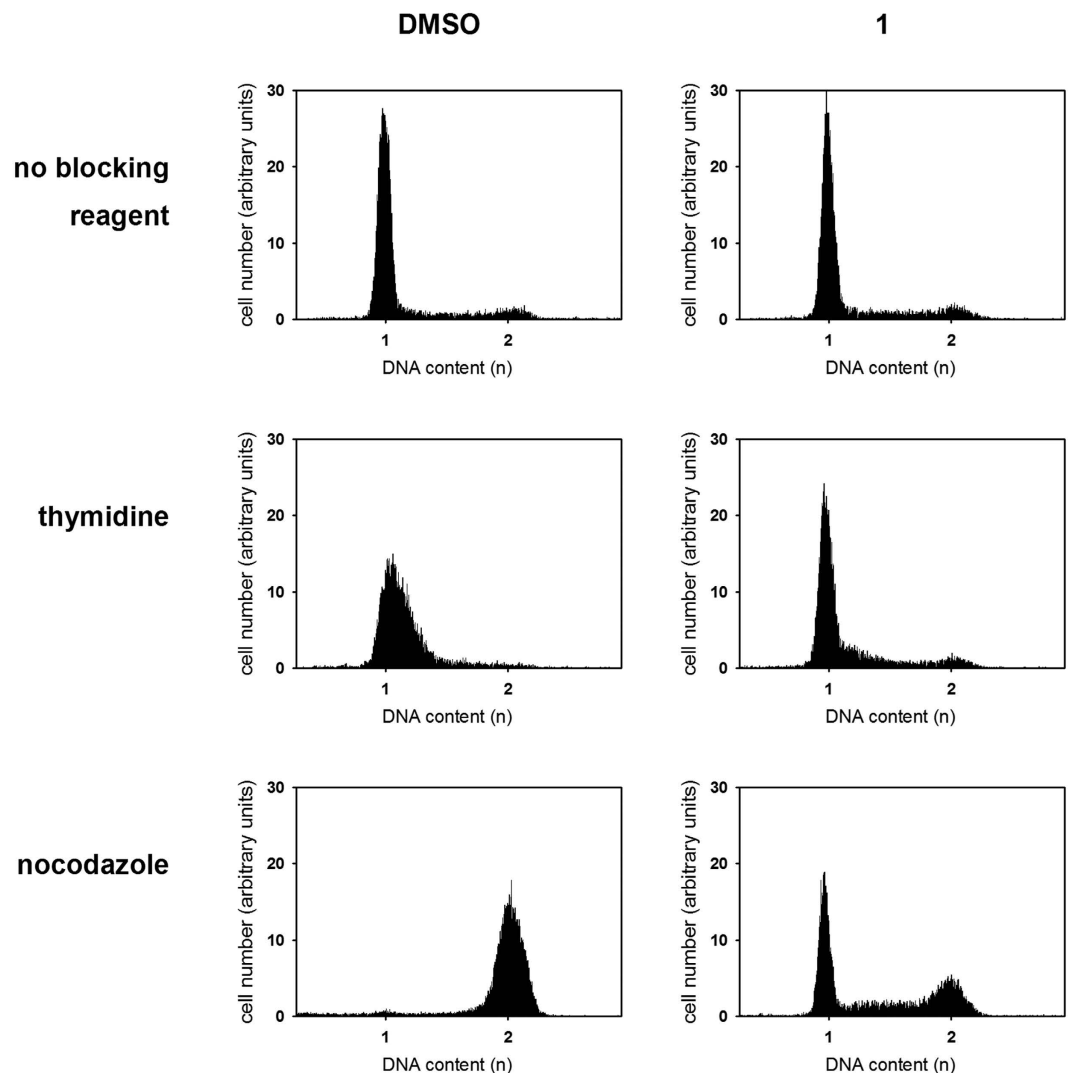 DMSO 1
no blocking
reagent
cell number (arbitrary units)
30
20
10
0
1 2
DNA content (n)
cell number (arbitrary units)
30
20
10
0
1 2
DNA content (n)
thymidine
cell number (arbitrary units)
30
20
10
0
1 2
DNA content (n)
cell number (arbitrary units)
30
20
10
0
1 2
DNA content (n)
nocodazole
cell number (arbitrary units)
30
20
10
0
1 2
DNA content (n)
cell number (arbitrary units)
30
20
10
0
1 2
DNA content (n)